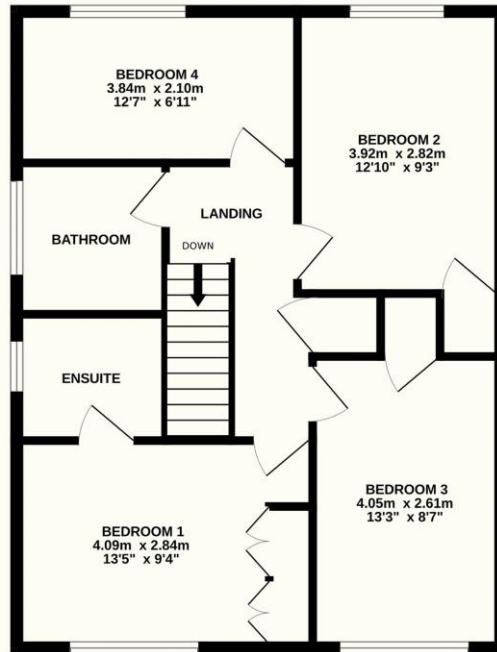 BEDROOM 4
3.84m x 2.10m
12'7" x 6'11"
BEDROOM 2
3.92m x 2.82m
12'10" x 9'3"
LANDING
BATHROOM
DOWN
ENSUITE
BEDROOM 3
4.05m x 2.61m
13'3" x 8'7"
BEDROOM 1
4.09m x 2.84m
13'5" x 9'4"